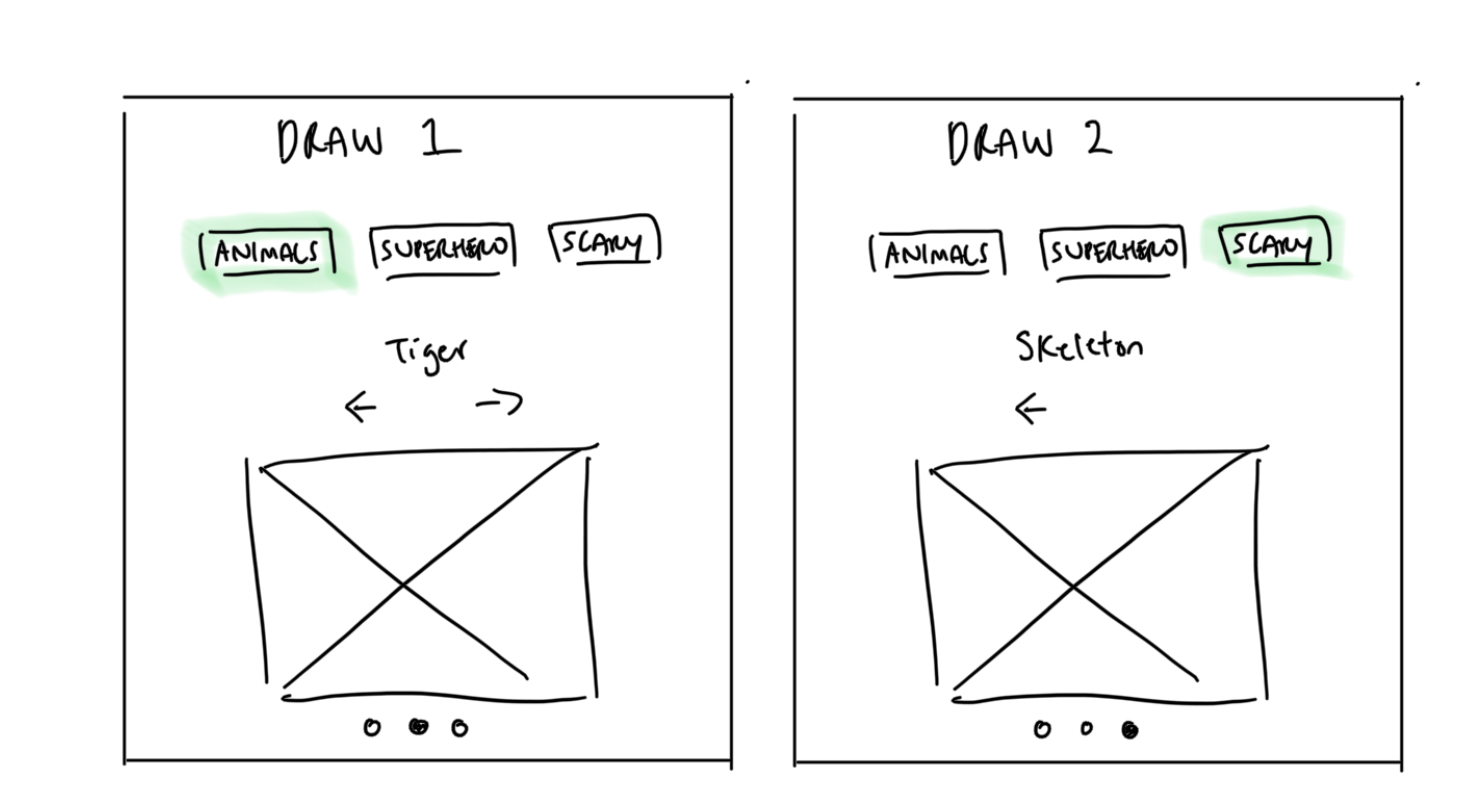 DRAW 1
ANIMALS SUPERHERO SCARY
Tiger
DRAW 2
ANIMALS SUPERHERO SCARY
Skeleton